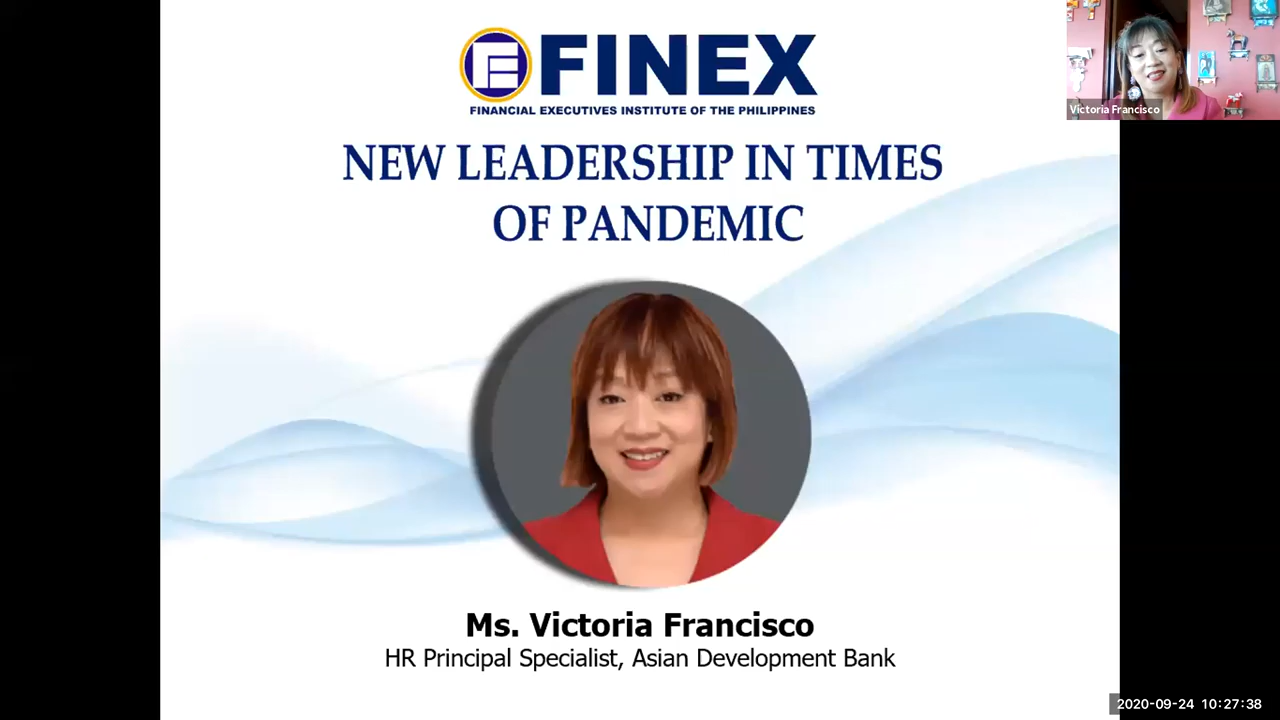 FINEX
FINANCIAL EXECUTIVES INSTITUTE OF THE PHILIPPINES
Victoria Francisco
NEW LEADERSHIP IN TIMES
OF PANDEMIC
Ms. Victoria Francisco
HR Principal Specialist, Asian Development Bank
2020-09-24 10:27:38